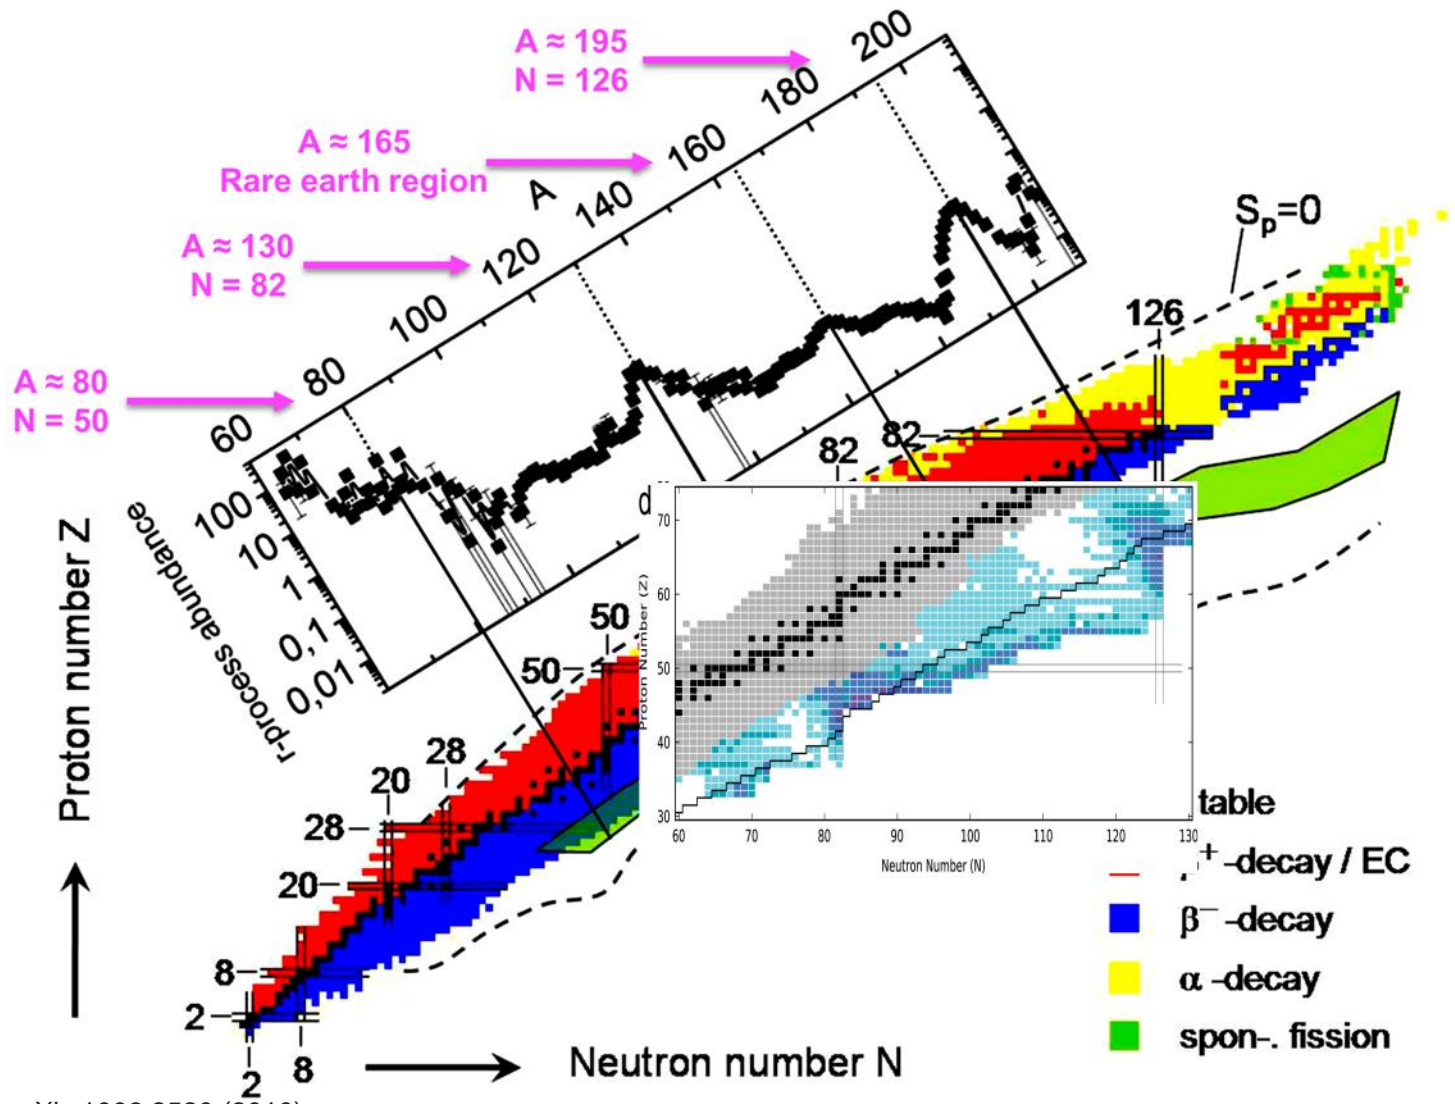 A ≈ 195
N = 126
A ≈ 165
Rare earth region
A ≈ 130
N = 82
A ≈ 80
N = 50
A
60
80
100
120
140
160
180
200
r-process abundance
100
10
1
0,1
0,01
Sp=0
126
82
82
50
50
28
28
20
20
8
8
2
2
Proton number Z
Neutron number N
d
Proton Number (Z)
70
60
50
40
30
60
70
80
90
100
110
120
130
Neutron Number (N)
table
+ -decay / EC
β− -decay
α -decay
spon-. fission